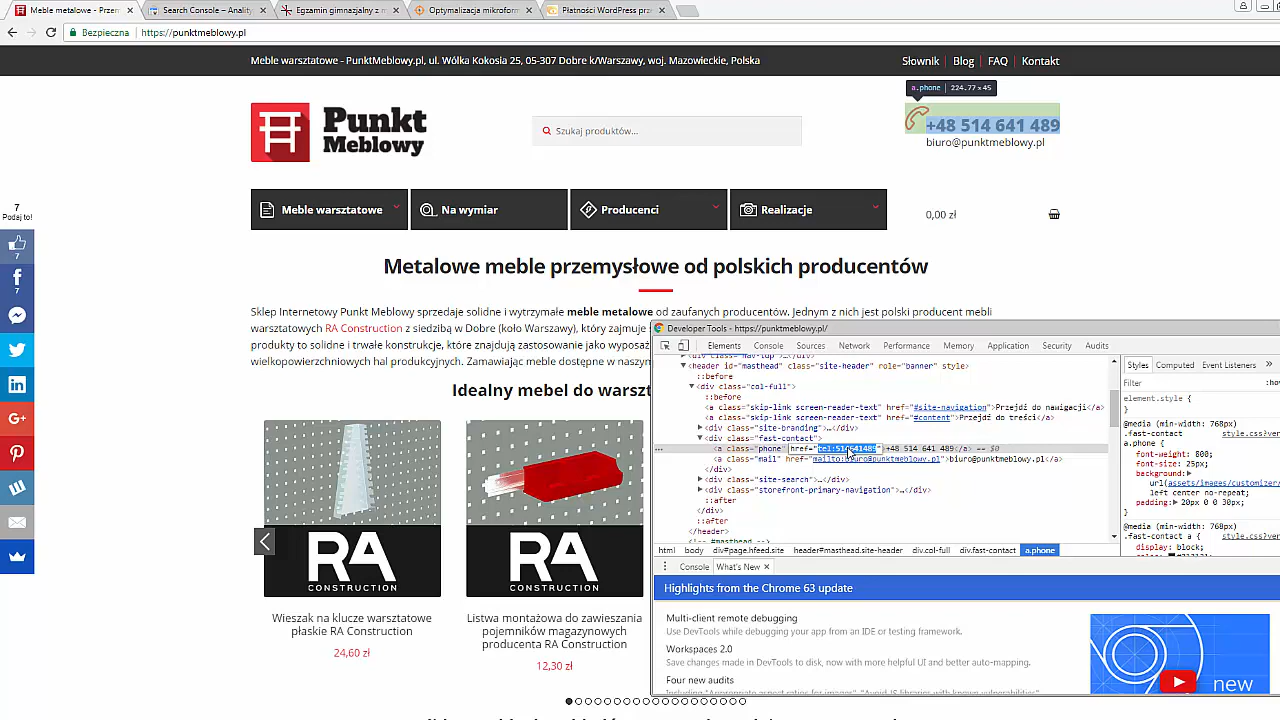 Meble metalowe - Przem
Search Console – Anality
Egzamin gimnazjalny z m
Optymalizacja mikroform
Płatności WordPress prze
Bezpieczna | https://punktmeblowy.pl
Meble warsztatowe - PunktMeblowy.pl, ul. Wólka Kokosia 25, 05-307 Dobre k/Warszawy, woj. Mazowieckie, Polska
Słownik | Blog | FAQ | Kontakt
a.phone | 224.77×45
Punkt
Meblowy
Szukaj produktów...
+48 514 641 489
biuro@punktmeblowy.pl
Meble warsztatowe
Na wymiar
Producenci
Realizacje
0,00 zł
7
Podaj to!
7
7
Metalowe meble przemysłowe od polskich producentów
Sklep Internetowy Punkt Meblowy sprzedaje solidne i wytrzymałe meble metalowe od zaufanych producentów. Jednym z nich jest polski producent mebli
warsztatowych RA Construction z siedzibą w Dobre (koło Warszawy), który zajmuje
produkty to solidne i trwałe konstrukcje, które znajdują zastosowanie jako wyposaż
wielkopowierzchniowych hal produkcyjnych. Zamawiając meble dostępne w naszym
Idealny mebel do warszt
RA
CONSTRUCTION
RA
CONSTRUCTION
Wieszak na klucze warsztatowe
płaskie RA Construction
24,60 zł
Listwa montażowa do zawieszania
pojemników magazynowych
producenta RA Construction
12,30 zł
Developer Tools - https://punktmeblowy.pl/
Elements Console Sources Network Performance Memory Application Security Audits
<header id="masthead" class="site-header" role="banner" style>
::before
<div class="col-full">
::before
<a class="skip-link screen-reader-text" href="#site-navigation">Przejdź do nawigacji</a>
<a class="skip-link screen-reader-text" href="#content">Przejdź do treści</a>
<div class="site-branding">…</div>
<div class="fast-contact">
<a class="phone" href="tel:514641489">+48 514 641 489</a> == $0
<a class="mail" href="mailto:biuro@punktmeblowy.pl">biuro@punktmeblowy.pl</a>
</div>
<div class="site-search">…</div>
<div class="storefront-primary-navigation">…</div>
::after
</div>
::after
</header>
html body div#page.hfeed.site header#masthead.site-header div.col-full div.fast-contact a.phone
Styles Computed Event Listeners »
Filter :hov
element.style {
}
@media (min-width: 768px)
.fast-contact style.css?ver
a.phone {
font-weight: 800;
font-size: 25px;
background:
url(assets/images/customizer/
left center no-repeat;
padding: 20px 0 0 30px;
}
@media (min-width: 768px)
.fast-contact a { style.css?ver
display: block;
Console What's New ×
Highlights from the Chrome 63 update
Multi-client remote debugging
Use DevTools while debugging your app from an IDE or testing framework.
Workspaces 2.0
Save changes made in DevTools to disk, now with more helpful UI and better auto-mapping.
Four new audits
new